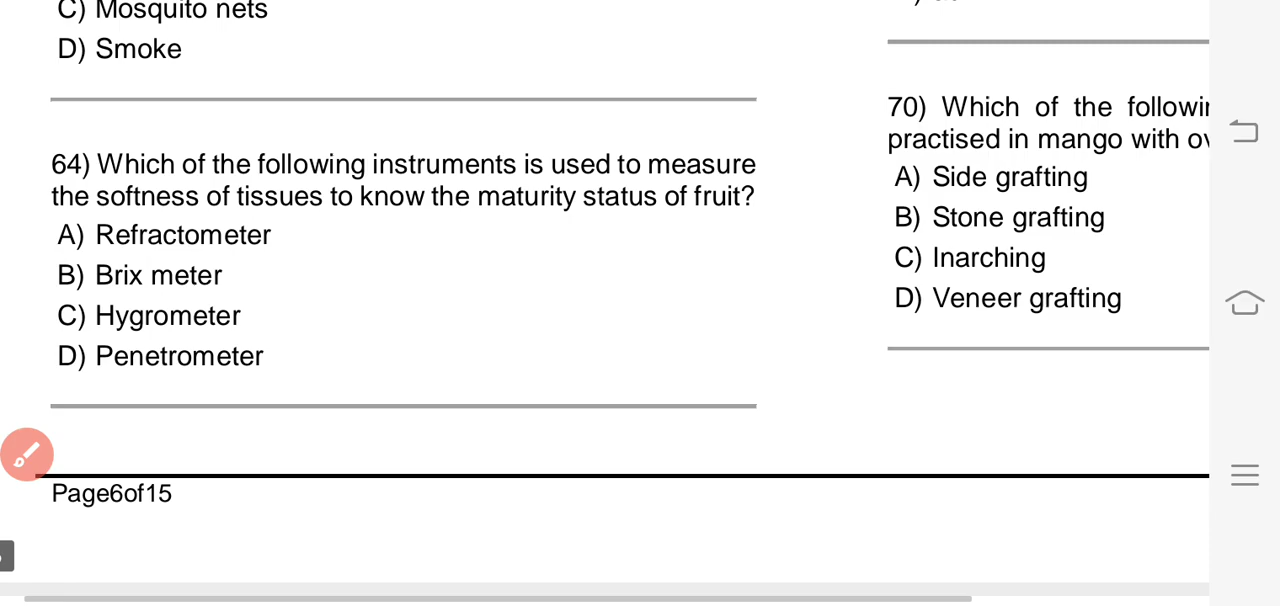 C) Mosquito nets
D) Smoke
64) Which of the following instruments is used to measure
the softness of tissues to know the maturity status of fruit?
A) Refractometer
B) Brix meter
C) Hygrometer
D) Penetrometer
Page6of15
70) Which of the
practised in mango with
A) Side grafting
B) Stone grafting
C) Inarching
D) Veneer grafting